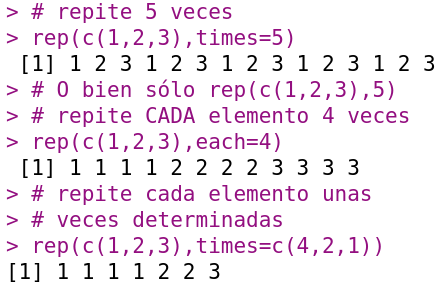 > # repite 5 veces
> rep(c(1,2,3),times=5)
 [1] 1 2 3 1 2 3 1 2 3 1 2 3 1 2 3
> # O bien sólo rep(c(1,2,3),5)
> # repite CADA elemento 4 veces
> rep(c(1,2,3),each=4)
 [1] 1 1 1 1 2 2 2 2 3 3 3 3
> # repite cada elemento unas
> # veces determinadas
> rep(c(1,2,3),times=c(4,2,1))
[1] 1 1 1 1 2 2 3